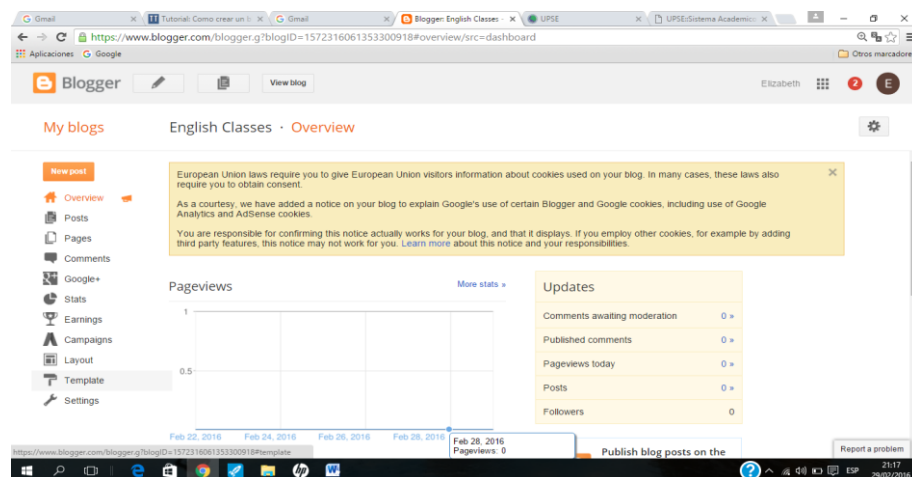 Gmail
Tutorial: Como crear un b
Gmail
Blogger: English Classes -
UPSE
UPSE::Sistema Academico
https://www.blogger.com/blogger.g?blogID=1572316061353300918#overview/src=dashboard
Aplicaciones
Google
Otros marcadore
Blogger
View blog
Elizabeth
2
E
My blogs
English Classes · Overview
New post
Overview
Posts
Pages
Comments
Google+
Stats
Earnings
Campaigns
Layout
Template
Settings
European Union laws require you to give European Union visitors information about cookies used on your blog. In many cases, these laws also
require you to obtain consent.
As a courtesy, we have added a notice on your blog to explain Google's use of certain Blogger and Google cookies, including use of Google
Analytics and AdSense cookies.
You are responsible for confirming this notice actually works for your blog, and that it displays. If you employ other cookies, for example by adding
third party features, this notice may not work for you. Learn more about this notice and your responsibilities.
Pageviews
More stats »
1
0.5
Feb 22, 2016
Feb 24, 2016
Feb 26, 2016
Feb 28, 2016
Feb 28, 2016
Pageviews: 0
Updates
Comments awaiting moderation 0 »
Published comments 0 »
Pageviews today 0 »
Posts 0 »
Followers 0
Publish blog posts on the
Report a problem
https://www.blogger.com/blogger.g?blogID=1572316061353300918#template
hp
ESP
21:17
29/02/2016